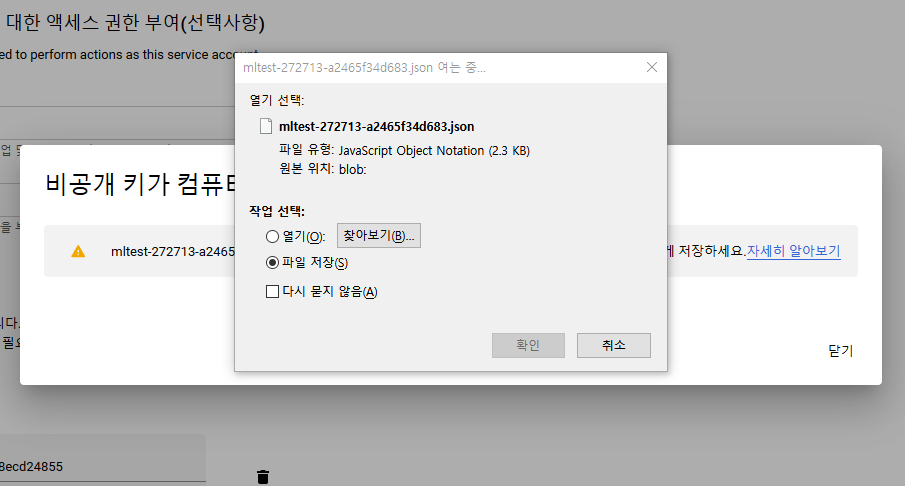 대한 액세스 권한 부여(선택사항)
ed to perform actions as this service account.
mltest-272713-a2465f34d683.json 여는 중...
열기 선택:
mltest-272713-a2465f34d683.json
파일 유형: JavaScript Object Notation (2.3 KB)
원본 위치: blob:
비공개 키가 컴퓨터
작업 선택:
열기(O): 찾아보기(B)...
mltest-272713-a2465 게 저장하세요.자세히 알아보기
파일 저장(S)
다시 묻지 않음(A)
니다.
필요
확인 취소
닫기
8ecd24855